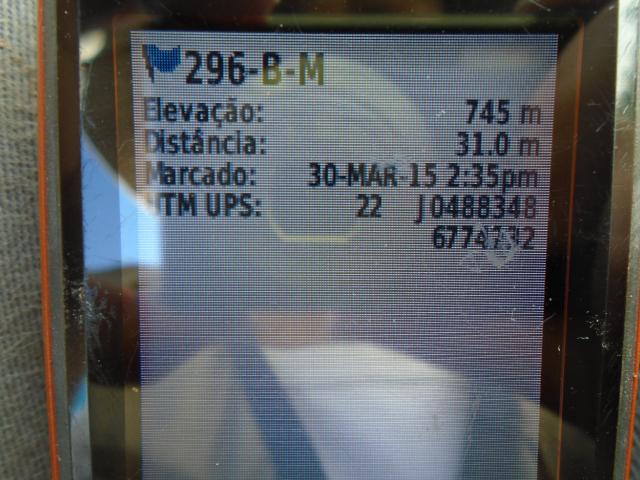 296-B-M
Elevação: 745 m
Distância: 31.0 m
Marcado: 30-MAR-15 2:35pm
UTM UPS: 22 J0488348